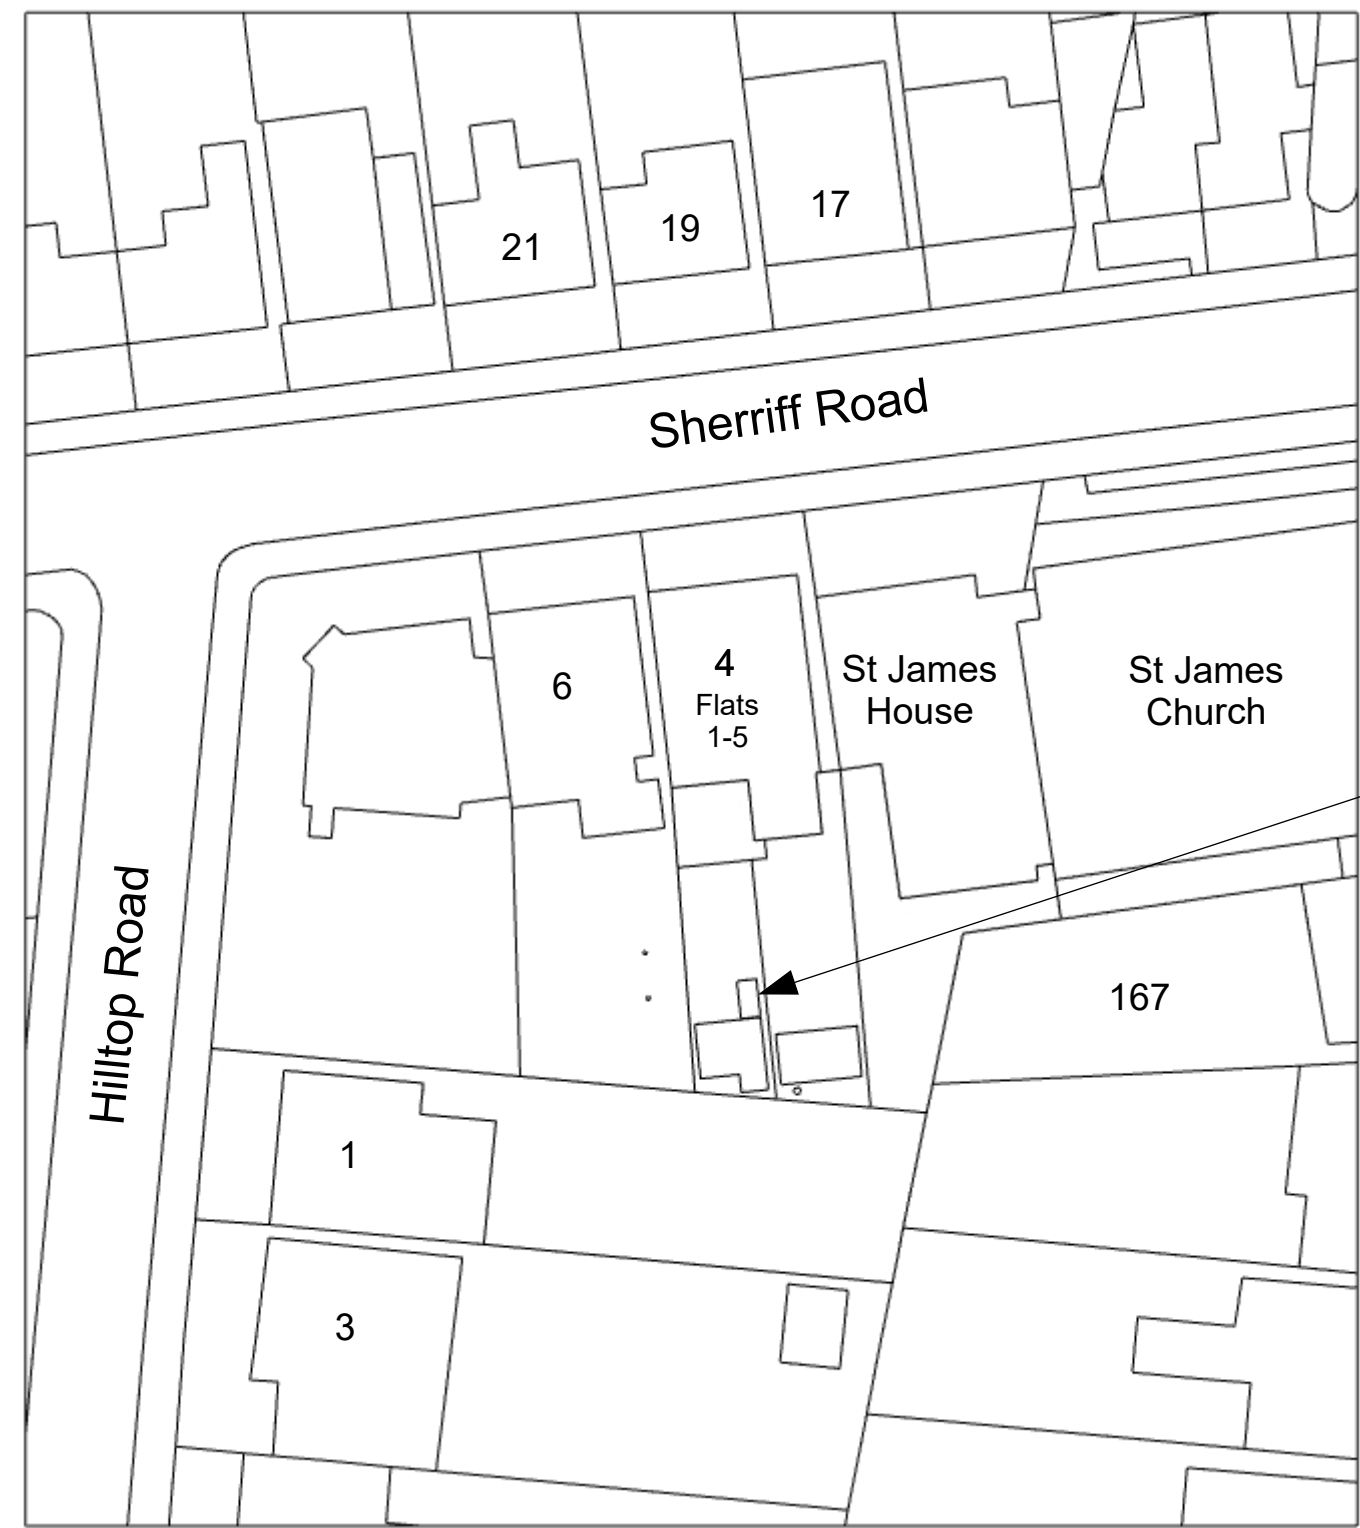 17
19
21
Sherriff Road
4
Flats
1-5
6
St James
House
St James
Church
Hilltop Road
167
1
3